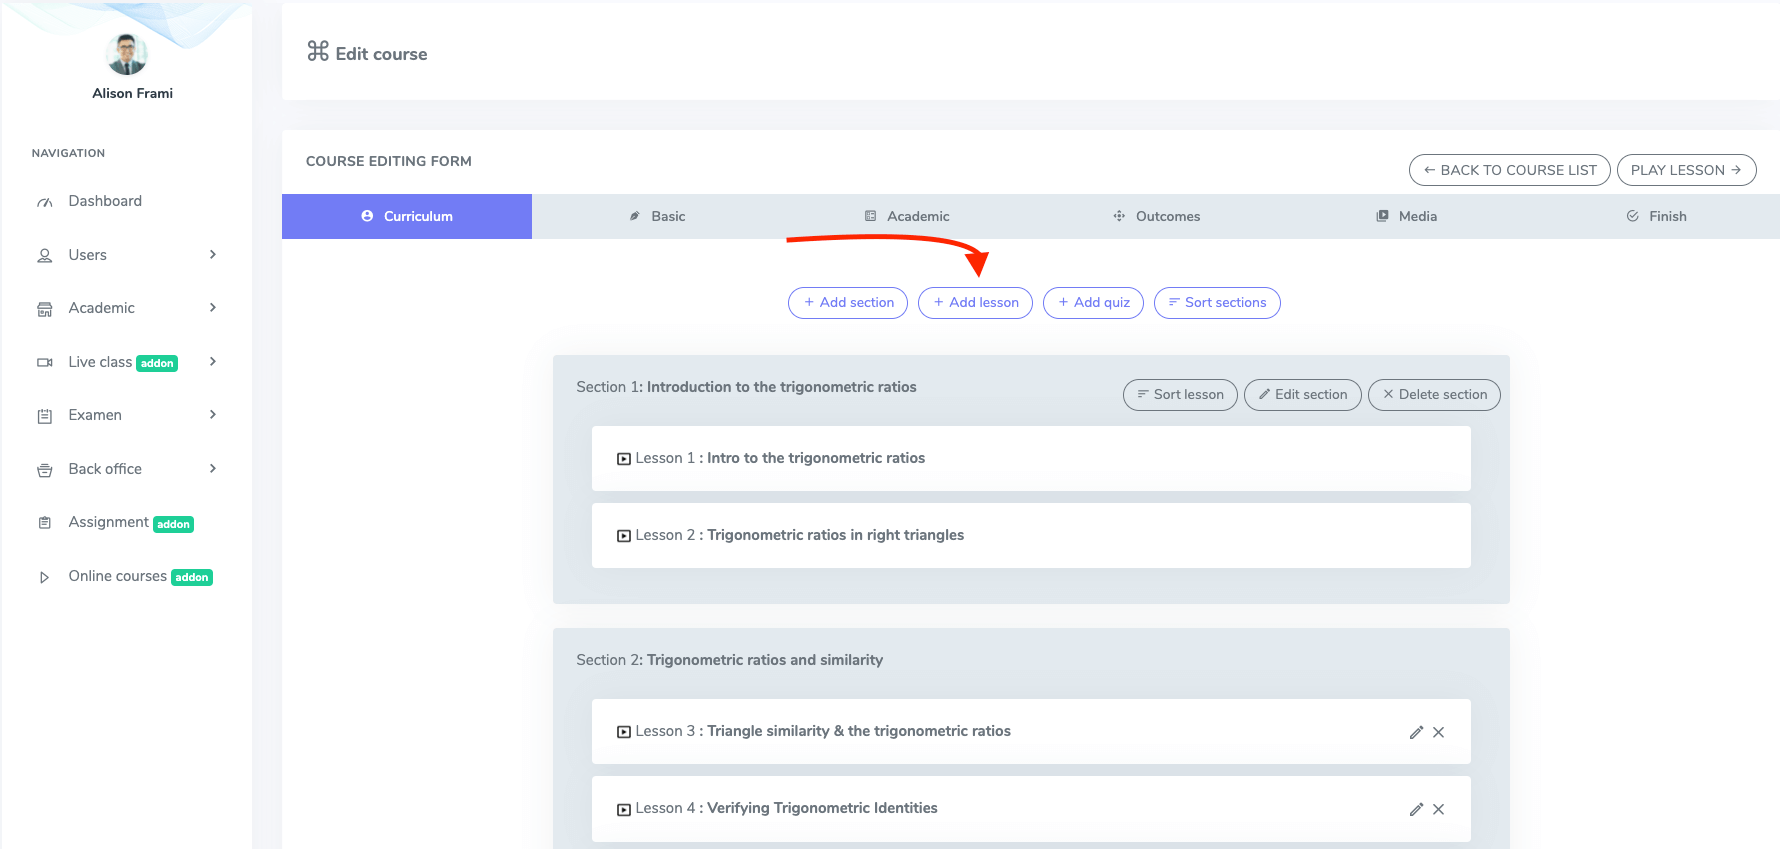 Alison Frami
NAVIGATION
Dashboard
Users
Academic
Live class addon
Examen
Back office
Assignment addon
Online courses addon
Edit course
COURSE EDITING FORM
← BACK TO COURSE LIST
PLAY LESSON →
Curriculum
Basic
Academic
Outcomes
Media
Finish
+ Add section
+ Add lesson
+ Add quiz
Sort sections
Section 1: Introduction to the trigonometric ratios
Sort lesson
Edit section
× Delete section
Lesson 1 : Intro to the trigonometric ratios
Lesson 2 : Trigonometric ratios in right triangles
Section 2: Trigonometric ratios and similarity
Lesson 3 : Triangle similarity & the trigonometric ratios
Lesson 4 : Verifying Trigonometric Identities